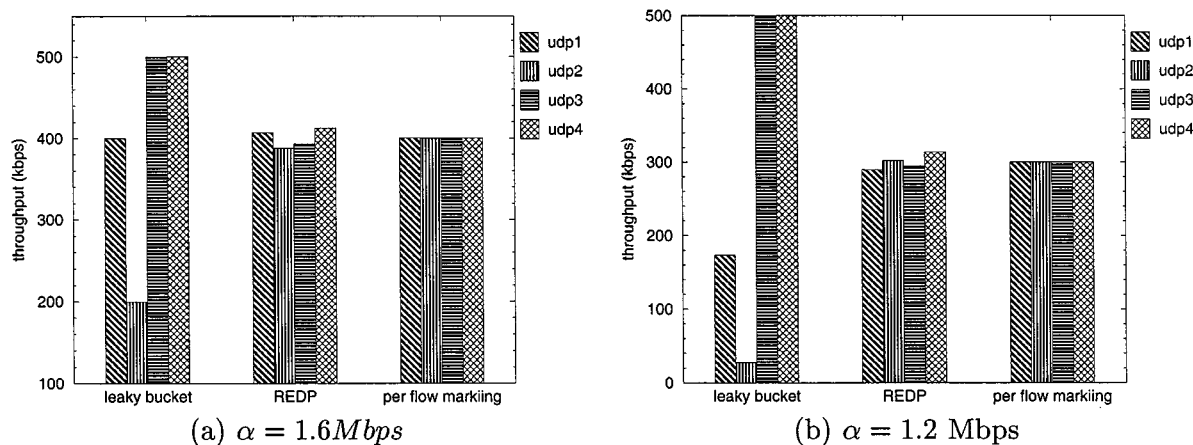 throughput (kbps)
500
400
300
200
100
leaky bucket
REDP
per flow markiing
udp1
udp2
udp3
udp4
(a) α = 1.6Mbps
throughput (kbps)
500
400
300
200
100
0
leaky bucket
REDP
per flow markiing
udp1
udp2
udp3
udp4
(b) α = 1.2 Mbps